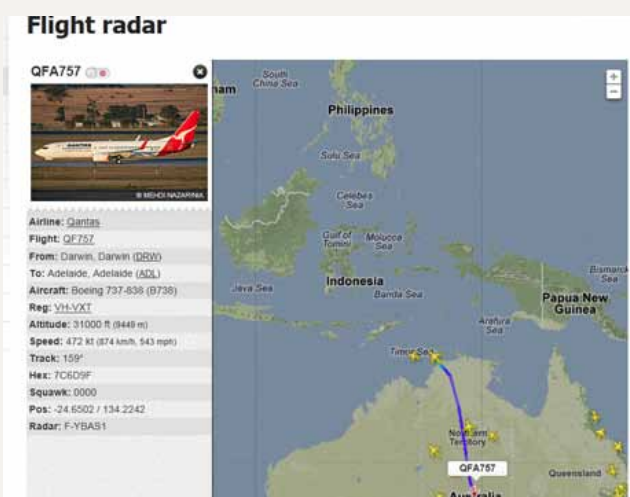 Flight radar
QFA757
QANTAS
© MEHDI NAZARINIA
Airline: Qantas
Flight: QF757
From: Darwin, Darwin (DRW)
To: Adelaide, Adelaide (ADL)
Aircraft: Boeing 737-838 (B738)
Reg: VH-VXT
Altitude: 31000 ft (9449 m)
Speed: 472 kt (874 km/h, 543 mph)
Track: 159°
Hex: 7C6D9F
Squawk: 0000
Pos: -24.6502 / 134.2242
Radar: F-YBAS1
South
China Sea
nam
Philippines
Sulu Sea
Celebes
Sea
Gulf of
Tomini
Molucca
Sea
Java Sea
Indonesia
Banda Sea
Bismarck
Sea
Papua New
Guinea
Arafura
Sea
Timor Sea
Northern
Territory
QFA757
Queensland
Australia